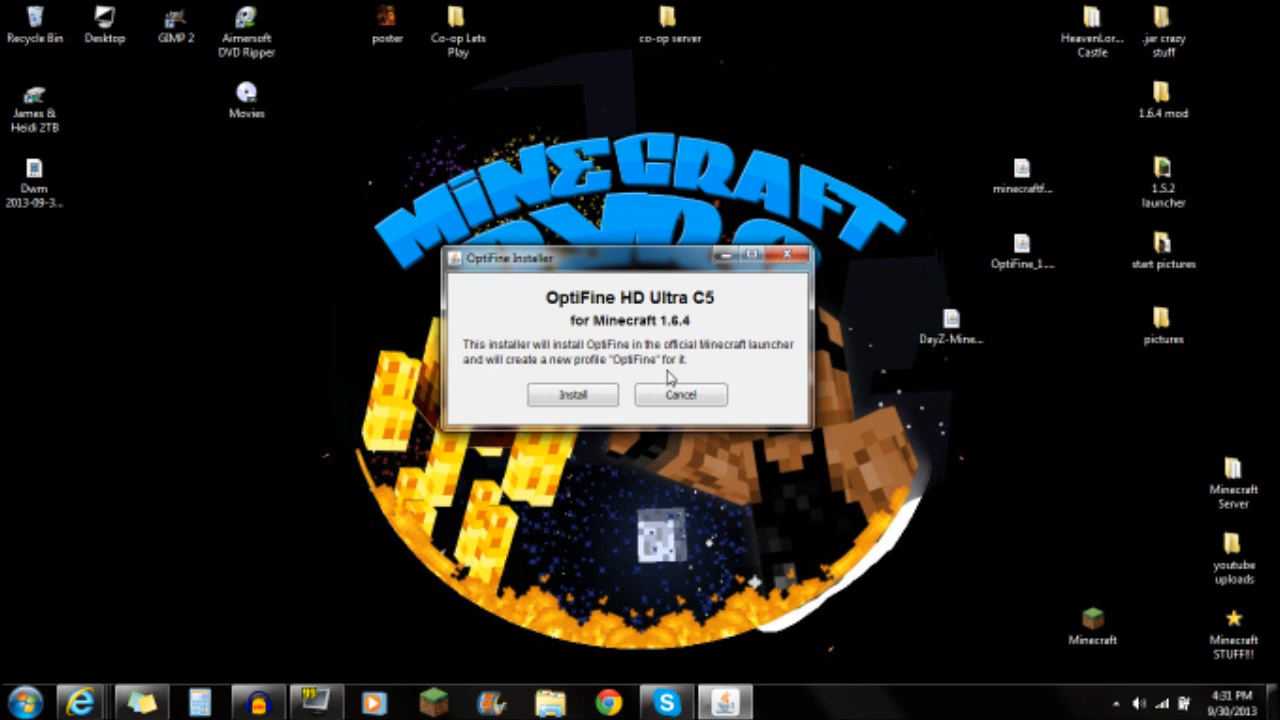 Recycle Bin
Desktop
GIMP 2
Aimersoft
DVD Ripper
poster
Co-op Lets
Play
co-op server
HeavenLor...
Castle
.jar crazy
stuff
James &
Heidi 2TB
Movies
1.6.4 mod
Dwm
2013-09-3...
minecraftf...
1.5.2
launcher
MINECRAFT
OptiFine_1....
start pictures
OptiFine Installer
OptiFine HD Ultra C5
for Minecraft 1.6.4
This installer will install OptiFine in the official Minecraft launcher
and will create a new profile "OptiFine" for it.
Install
Cancel
DayZ-Mine...
pictures
Minecraft
Server
youtube
uploads
Minecraft
Minecraft
STUFF!!!
4:31 PM
9/30/2013